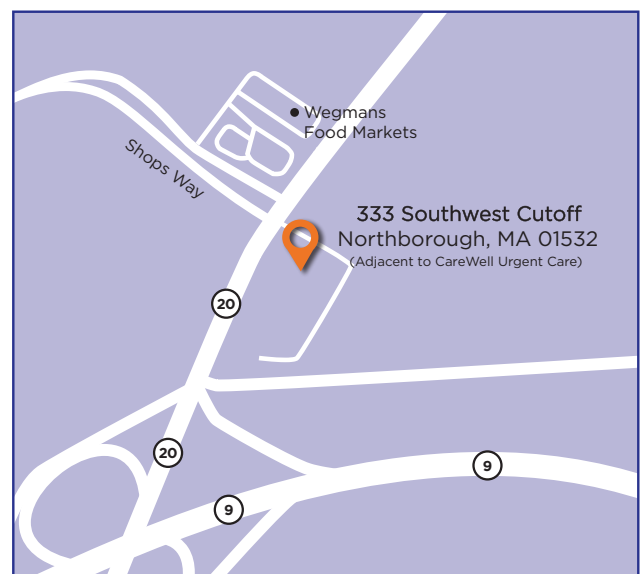 Wegmans
Food Markets
Shops Way
333 Southwest Cutoff
Northborough, MA 01532
(Adjacent to CareWell Urgent Care)
20
20
9
9